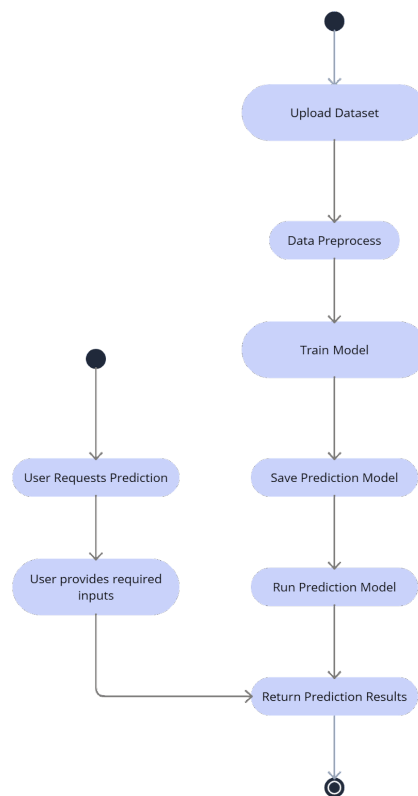 Upload Dataset
Data Preprocess
Train Model
User Requests Prediction
Save Prediction Model
User provides required
inputs
Run Prediction Model
Return Prediction Results